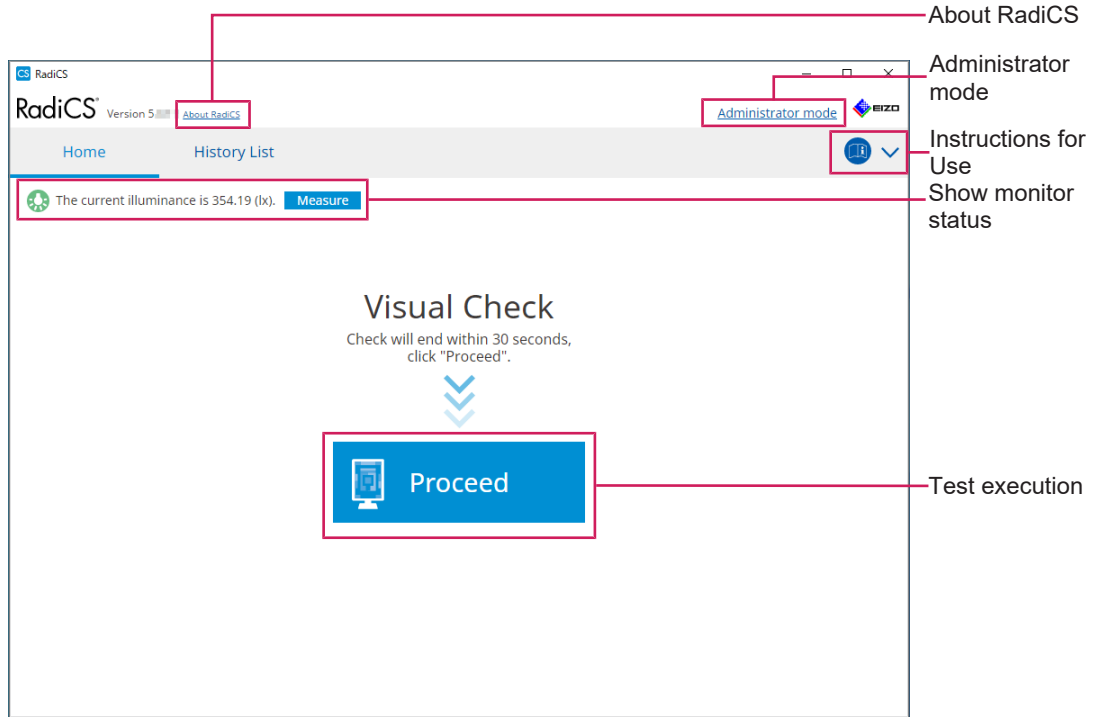 About RadiCS
RadiCS
Administrator
mode
RadiCS Version 5. About RadiCS
Administrator mode EIZO
Home History List
Instructions for
Use
The current illuminance is 354.19 (lx). Measure
Show monitor
status
Visual Check
Check will end within 30 seconds,
click "Proceed".
Proceed
Test execution